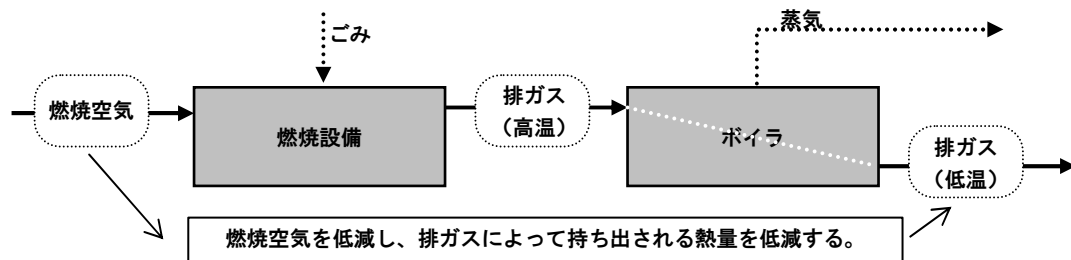 ごみ
蒸気
燃焼空気
燃焼設備
排ガス
(高温)
ボイラ
排ガス
(低温)
燃焼空気を低減し、排ガスによって持ち出される熱量を低減する。